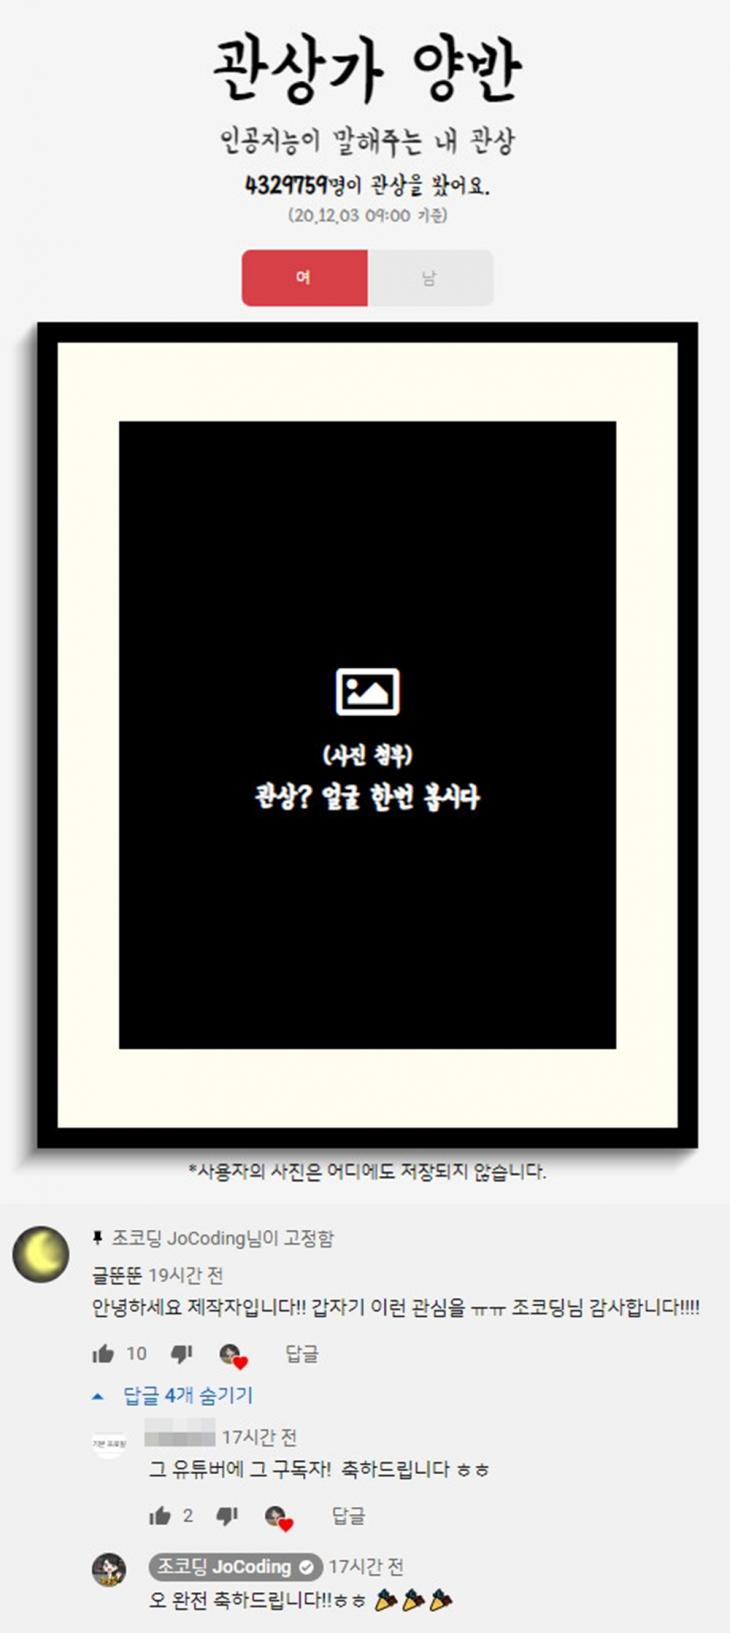 관상가 양반
인공지능이 말해주는 내 관상
4329759명이 관상을 봤어요.
(20.12.03 09:00 기준)
여 남
(사진 첨부)
관상? 얼굴 한번 봅시다
*사용자의 사진은 어디에도 저장되지 않습니다.
조코딩 JoCoding님이 고정함
글뚠뚠 19시간 전
안녕하세요 제작자입니다!! 갑자기 이런 관심을 ㅠㅠ 조코딩님 감사합니다!!!!
10 답글
답글 4개 숨기기
17시간 전
그 유튜버에 그 구독자! 축하드립니다 ㅎㅎ
2 답글
조코딩 JoCoding 17시간 전
오 완전 축하드립니다!!ㅎㅎ 🎉🎉🎉